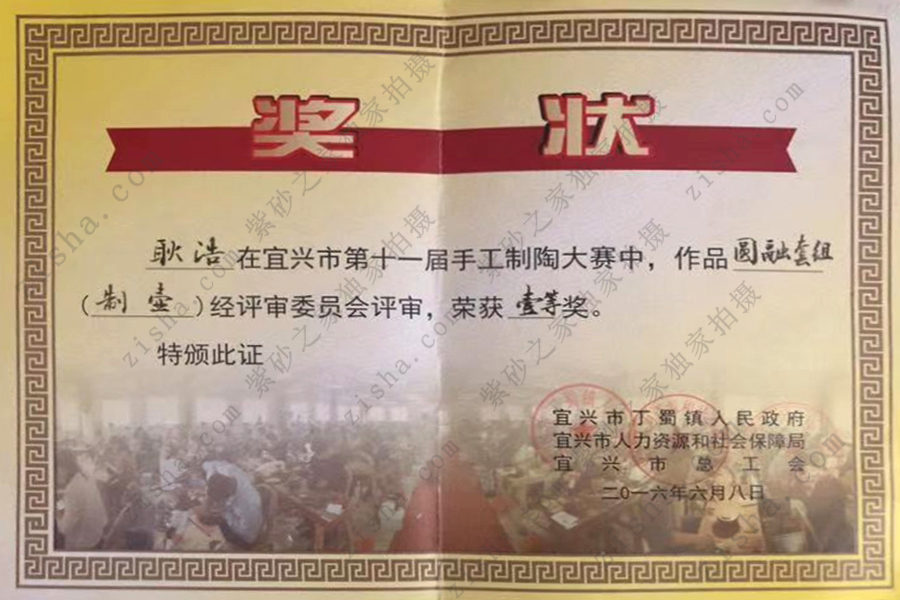 奖 状
耿浩在宜兴市第十一届手工制陶大赛中，作品圆融套组
（制壶）经评审委员会评审，荣获壹等奖。
特颁此证
宜兴市丁蜀镇人民政府
宜兴市人力资源和社会保障局
宜兴市总工会
二〇一六年六月八日
紫砂之家独家拍摄
zisha.com